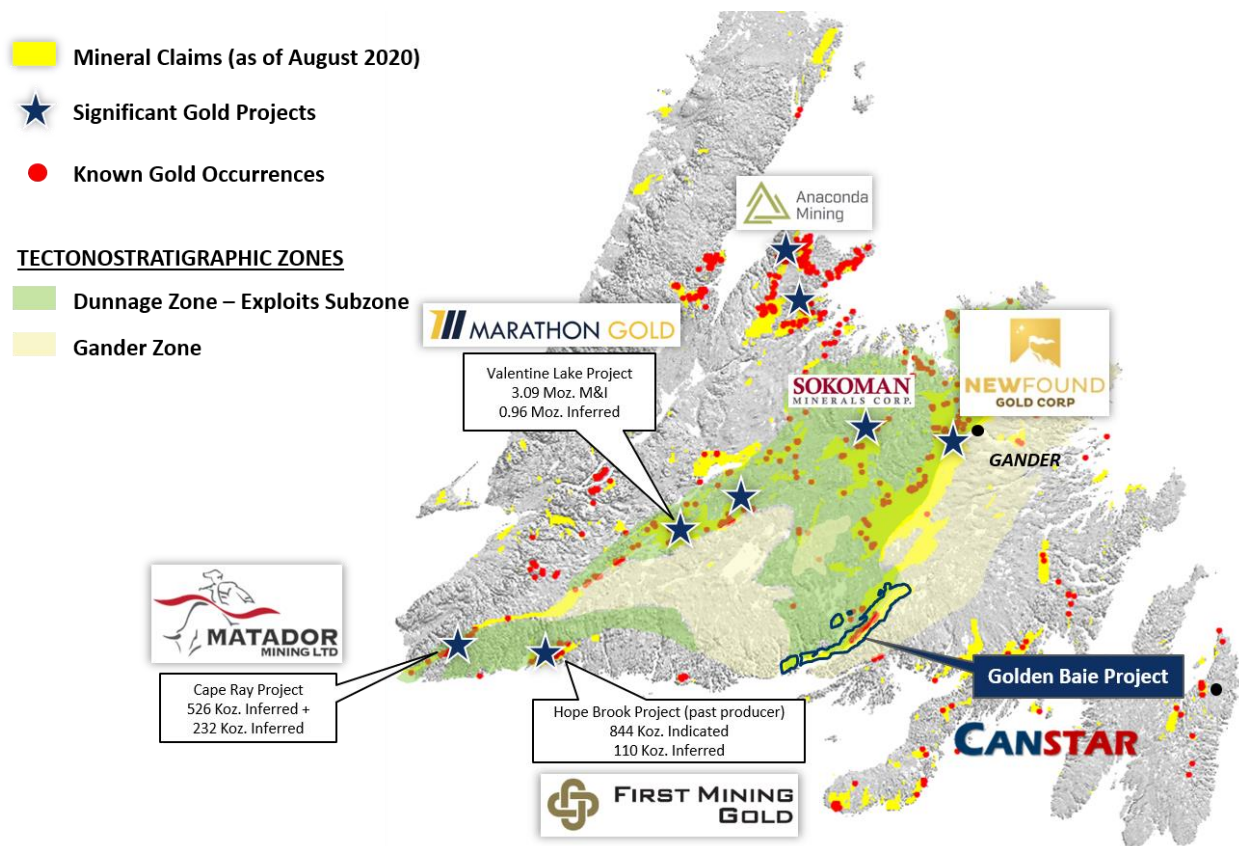 Mineral Claims (as of August 2020)
Significant Gold Projects
Known Gold Occurrences
TECTONOSTRATIGRAPHIC ZONES
Dunnage Zone – Exploits Subzone
Gander Zone
Anaconda
Mining
MARATHON GOLD
Valentine Lake Project
3.09 Moz. M&I
0.96 Moz. Inferred
SOKOMAN
MINERALS CORP.
NEWFOUND
GOLD CORP
GANDER
MATADOR
MINING LTD
Cape Ray Project
526 Koz. Inferred +
232 Koz. Inferred
Hope Brook Project (past producer)
844 Koz. Indicated
110 Koz. Inferred
FIRST MINING
GOLD
Golden Baie Project
CANSTAR